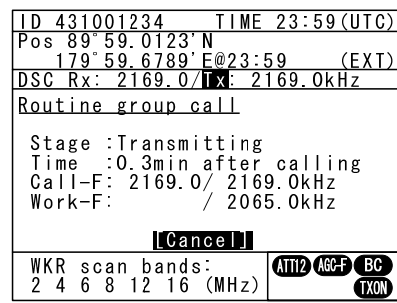 ID 431001234 TIME 23:59(UTC)
Pos 89°59.0123'N
179°59.6789'E@23:59 (EXT)
DSC Rx: 2169.0/Tx: 2169.0kHz
Routine group call
Stage :Transmitting
Time :0.3min after calling
Call-F: 2169.0/ 2169.0kHz
Work-F: / 2065.0kHz
[Cancel]
WKR scan bands:
2 4 6 8 12 16 (MHz)
ATT12 AGC-F BC
TXON